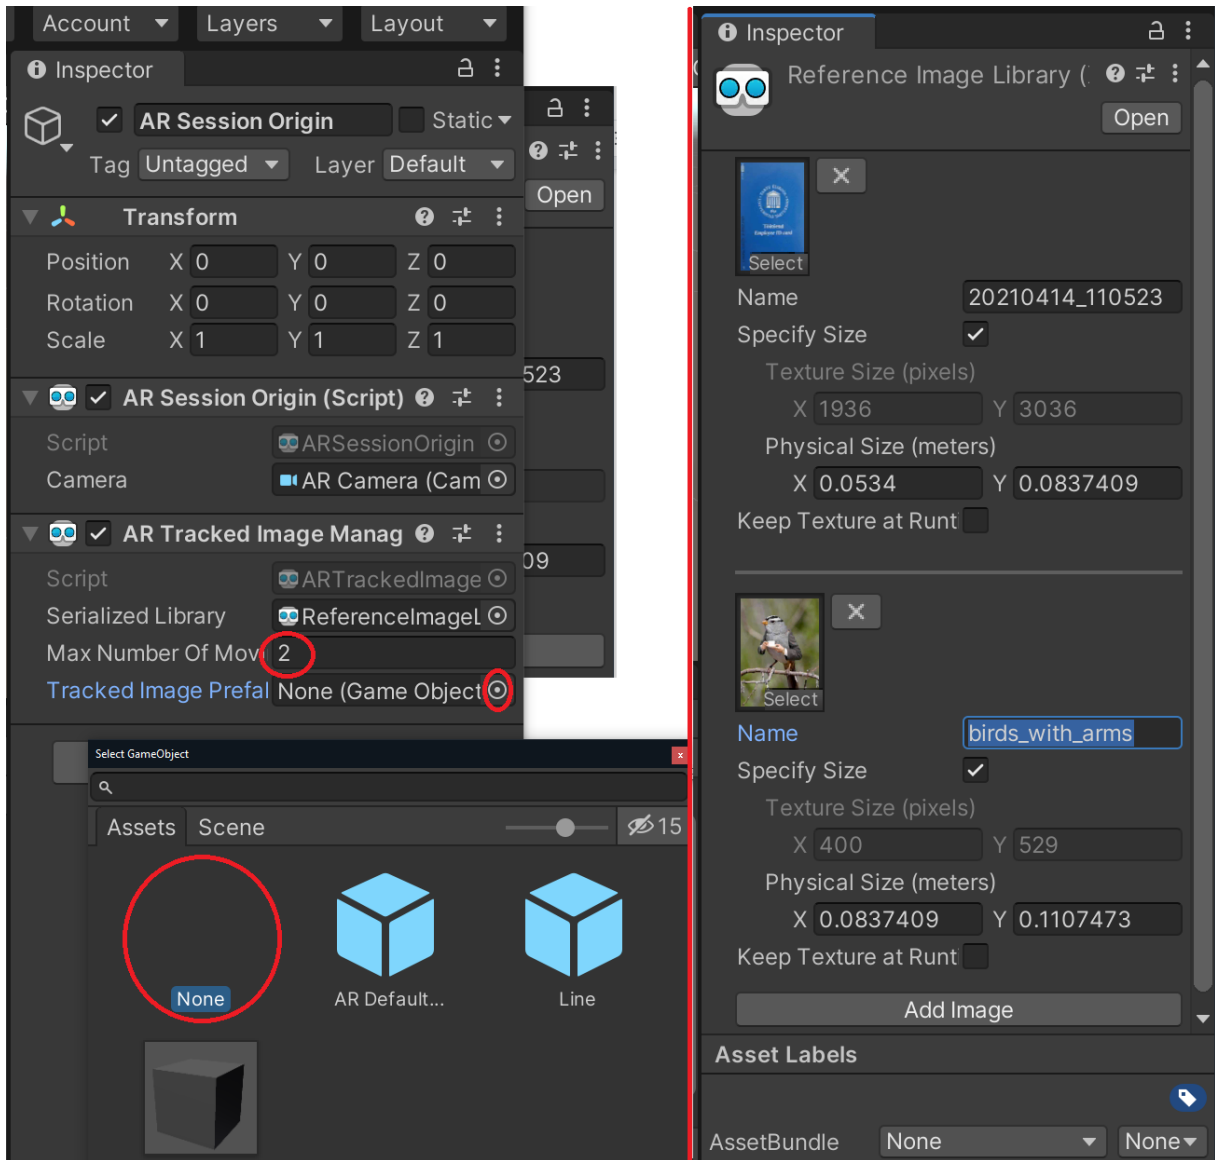 Account
Layers
Layout
Inspector
AR Session Origin
Static
Tag Untagged
Layer Default
Transform
Position X 0 Y 0 Z 0
Rotation X 0 Y 0 Z 0
Scale X 1 Y 1 Z 1
AR Session Origin (Script)
Script ARSessionOrigin
Camera AR Camera (Cam
AR Tracked Image Manag
Script ARTrackedImage
Serialized Library ReferenceImageL
Max Number Of Mov 2
Tracked Image Prefal None (Game Object
Open
523
09
Select GameObject
Assets Scene 15
None
AR Default...
Line
Inspector
Reference Image Library (
Open
Select
Name 20210414_110523
Specify Size
Texture Size (pixels)
X 1936 Y 3036
Physical Size (meters)
X 0.0534 Y 0.0837409
Keep Texture at Runt
Select
Name birds_with_arms
Specify Size
Texture Size (pixels)
X 400 Y 529
Physical Size (meters)
X 0.0837409 Y 0.1107473
Keep Texture at Runt
Add Image
Asset Labels
AssetBundle None None